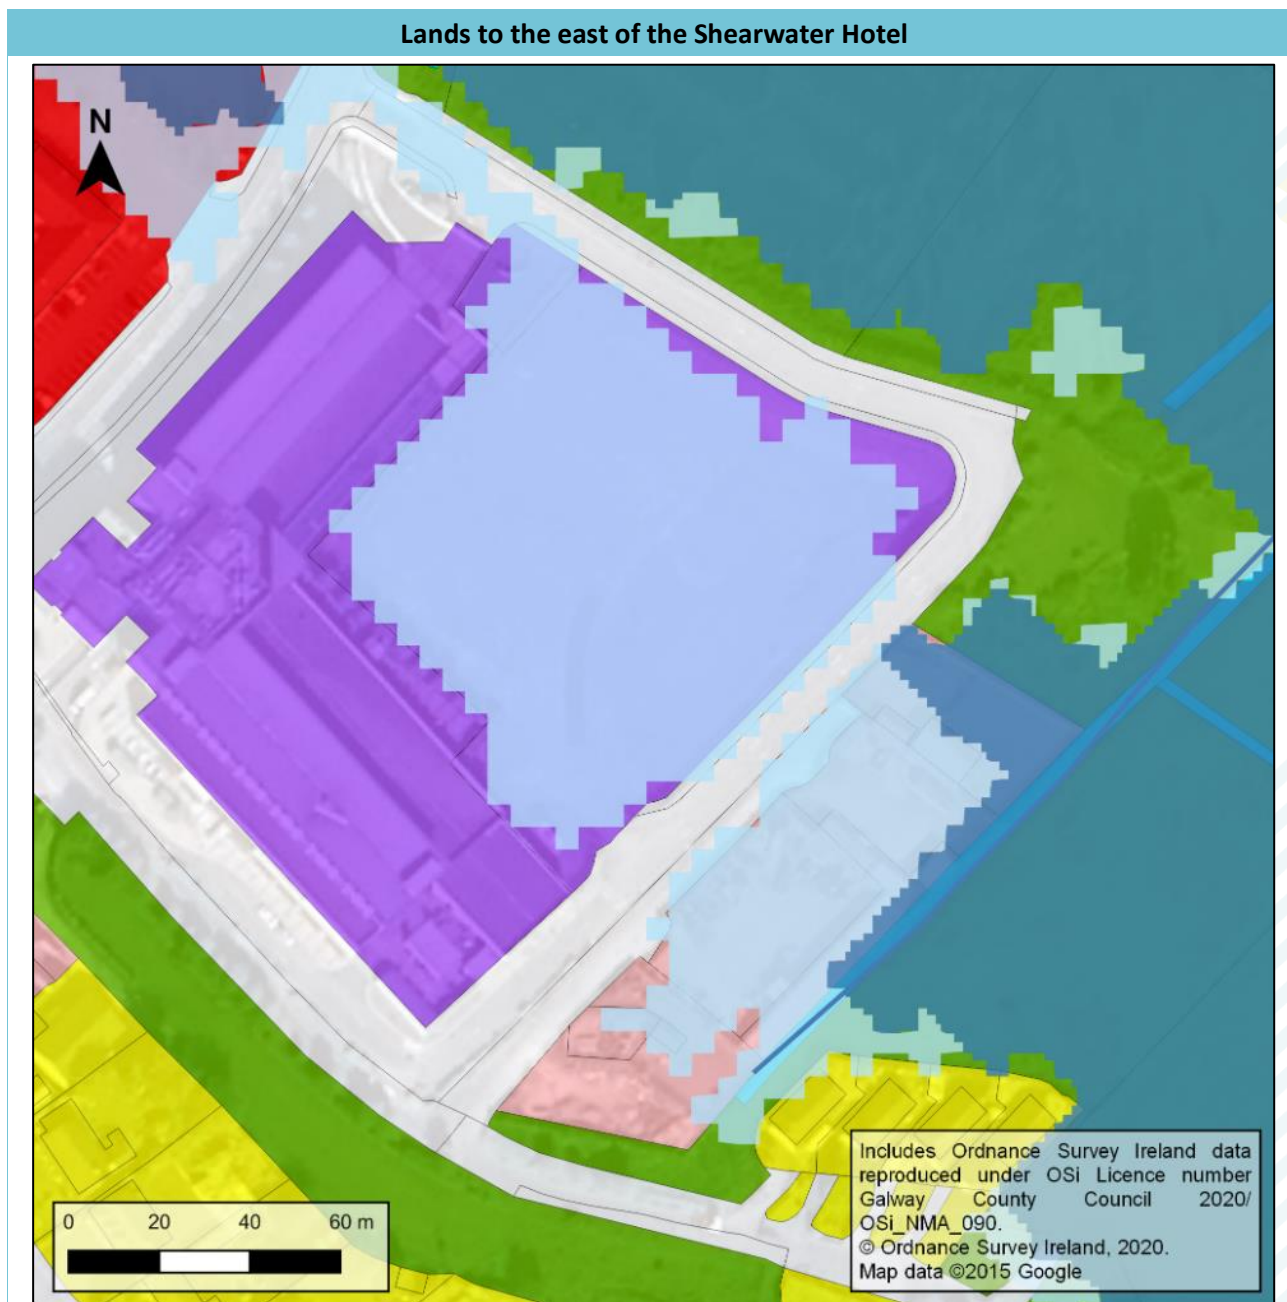 Lands to the east of the Shearwater Hotel
N
0 20 40 60 m
Includes Ordnance Survey Ireland data
reproduced under OSi Licence number
Galway County Council 2020/
OSi_NMA_090.
© Ordnance Survey Ireland, 2020.
Map data ©2015 Google